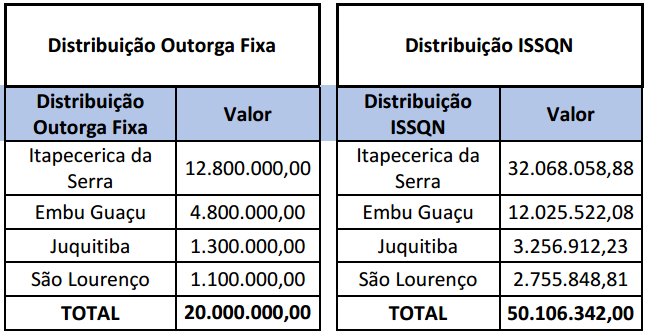 Distribuição Outorga Fixa
Distribuição
Outorga Fixa
Valor
Itapecerica da
Serra
12.800.000,00
Embu Guaçu 4.800.000,00
Juquitiba 1.300.000,00
São Lourenço 1.100.000,00
TOTAL 20.000.000,00
Distribuição ISSQN
Distribuição
ISSQN
Valor
Itapecerica da
Serra
32.068.058,88
Embu Guaçu 12.025.522,08
Juquitiba 3.256.912,23
São Lourenço 2.755.848,81
TOTAL 50.106.342,00